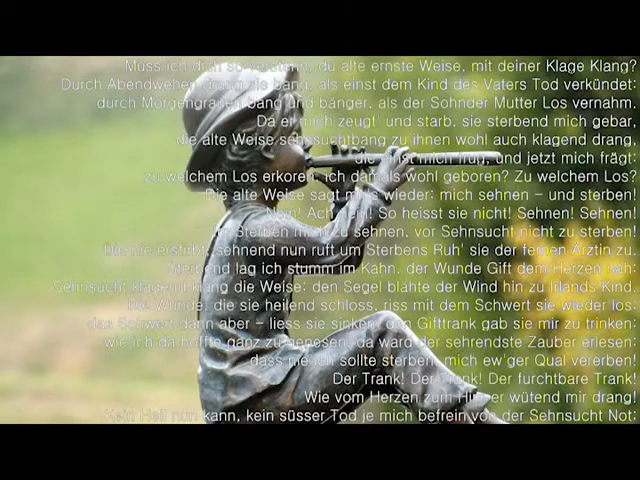 Muss ich dich so versteh'n, du alte ernste Weise, mit deiner Klage Klang?
Durch Abendwehen drang sie bang, als einst dem Kind des Vaters Tod verkündet:
durch Morgengrauen bang und bänger, als der Sohnder Mutter Los vernahm.
Da er mich zeugt' und starb, sie sterbend mich gebar,
die alte Weise sehnsuchtbang zu ihnen wohl auch klagend drang,
die einst mich frug, und jetzt mich frägt:
zu welchem Los erkoren, ich damals wohl geboren? Zu welchem Los?
Die alte Weise sagt mir's wieder: mich sehnen - und sterben!
Nein! Ach nein! So heisst sie nicht! Sehnen! Sehnen!
Im Sterben mich zu sehnen, vor Sehnsucht nicht zu sterben!
Die nie erstirbt, sehnend nun ruft um Sterbens Ruh' sie der fernen Ärztin zu.
Sterbend lag ich stumm im Kahn, der Wunde Gift dem Herzen nah:
Sehnsucht klagend klang die Weise: den Segel blähte der Wind hin zu Irlands Kind.
Die Wunde, die sie heilend schloss, riss mit dem Schwert sie wieder los:
das Schwert dann aber - liess sie sinken, den Gifttrank gab sie mir zu trinken:
wie ich da hoffte ganz zu genesen, da war der sehrendste Zauber erlesen:
dass nie ich sollte sterben, mich ew'ger Qual vererben!
Der Trank! Der Trank! Der furchtbare Trank!
Wie vom Herzen zum Hirn er wütend mir drang!
Kein Heil nun kann, kein süsser Tod je mich befrein von der Sehnsucht Not: